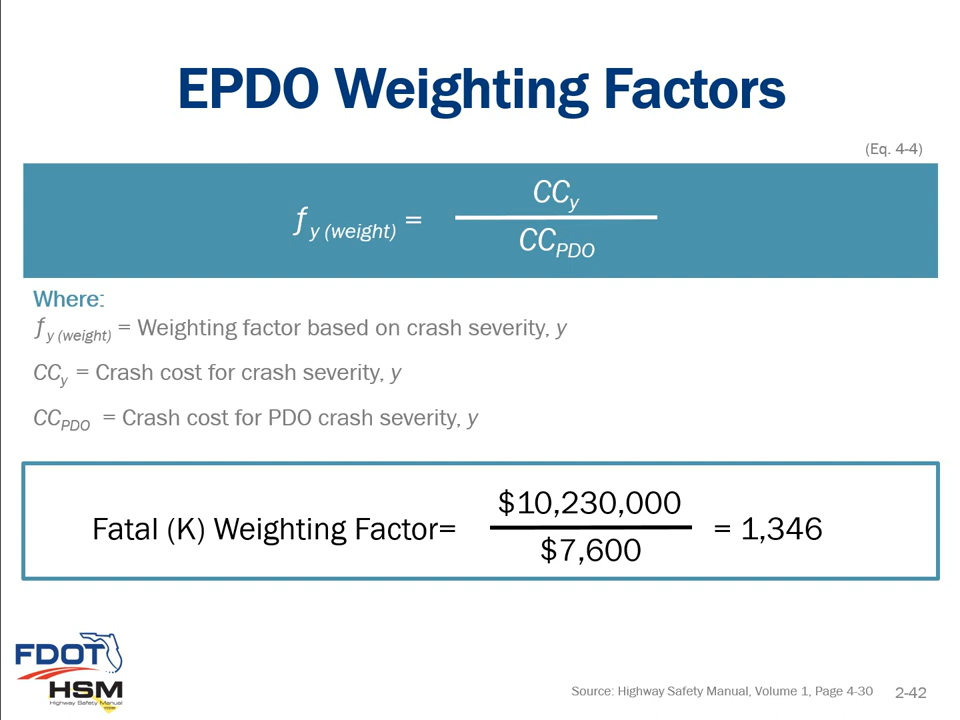 EPDO Weighting Factors
(Eq. 4-4)
CCy
ƒ y (weight) =
CCPDO
Where:
ƒ y (weight) = Weighting factor based on crash severity, y
CCy = Crash cost for crash severity, y
CCPDO = Crash cost for PDO crash severity, y
$10,230,000
Fatal (K) Weighting Factor= = 1,346
$7,600
FDOT
HSM
Highway Safety Manual
Source: Highway Safety Manual, Volume 1, Page 4-30 2-42